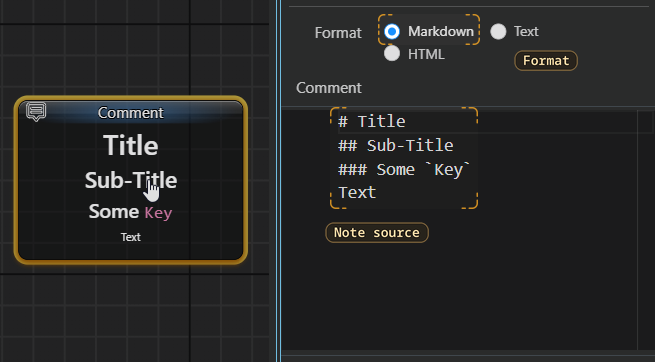 Comment
Title
Sub-Title
Some Key
Text
Format
Markdown
Text
HTML
Format
Comment
# Title
## Sub-Title
### Some `Key`
Text
Note source